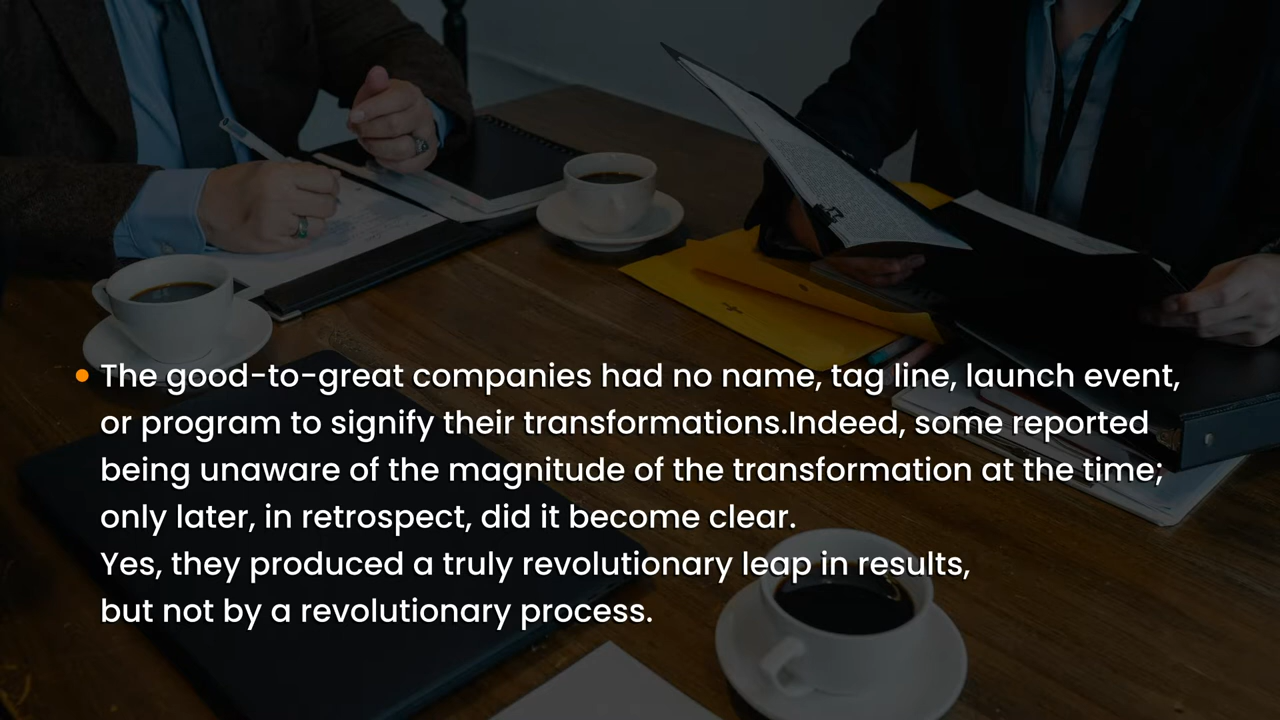 The good-to-great companies had no name, tag line, launch event,
or program to signify their transformations.Indeed, some reported
being unaware of the magnitude of the transformation at the time;
only later, in retrospect, did it become clear.
Yes, they produced a truly revolutionary leap in results,
but not by a revolutionary process.